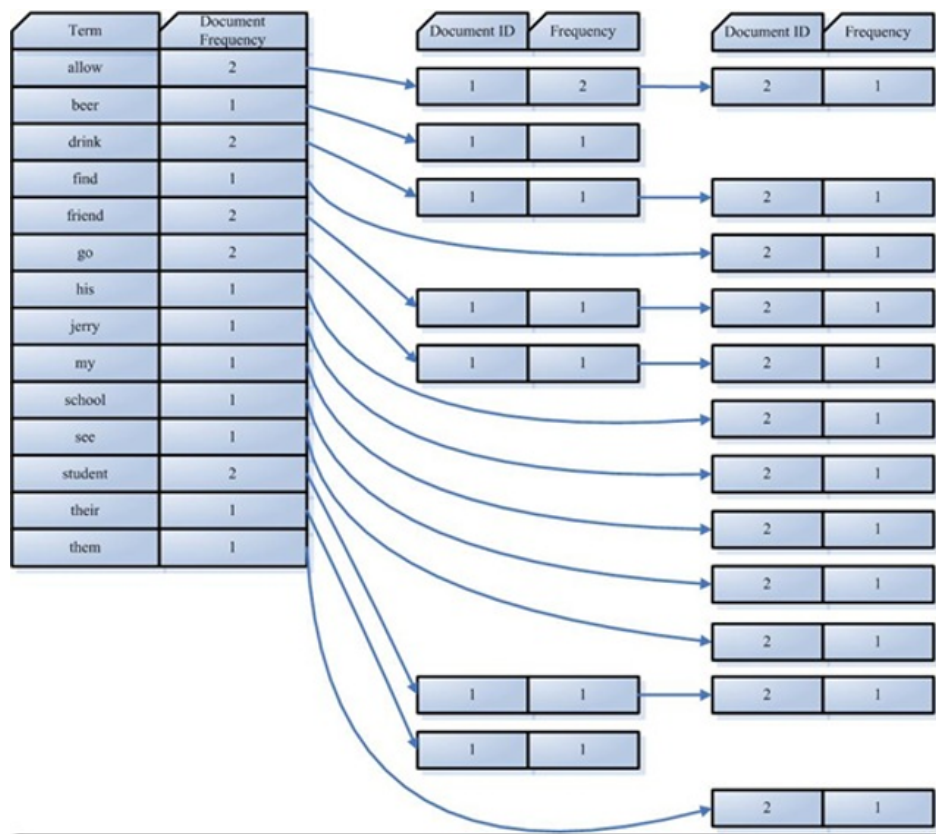 Term Document Frequency Document ID Frequency Document ID Frequency
allow 2 1 2 2 1
beer 1 1 1
drink 2 1 1 2 1
find 1 2 1
friend 2 1 1 2 1
go 2 1 1 2 1
his 1 2 1
jerry 1 2 1
my 1 2 1
school 1 2 1
see 1 2 1
student 2 1 1 2 1
their 1 1 1
them 1 2 1